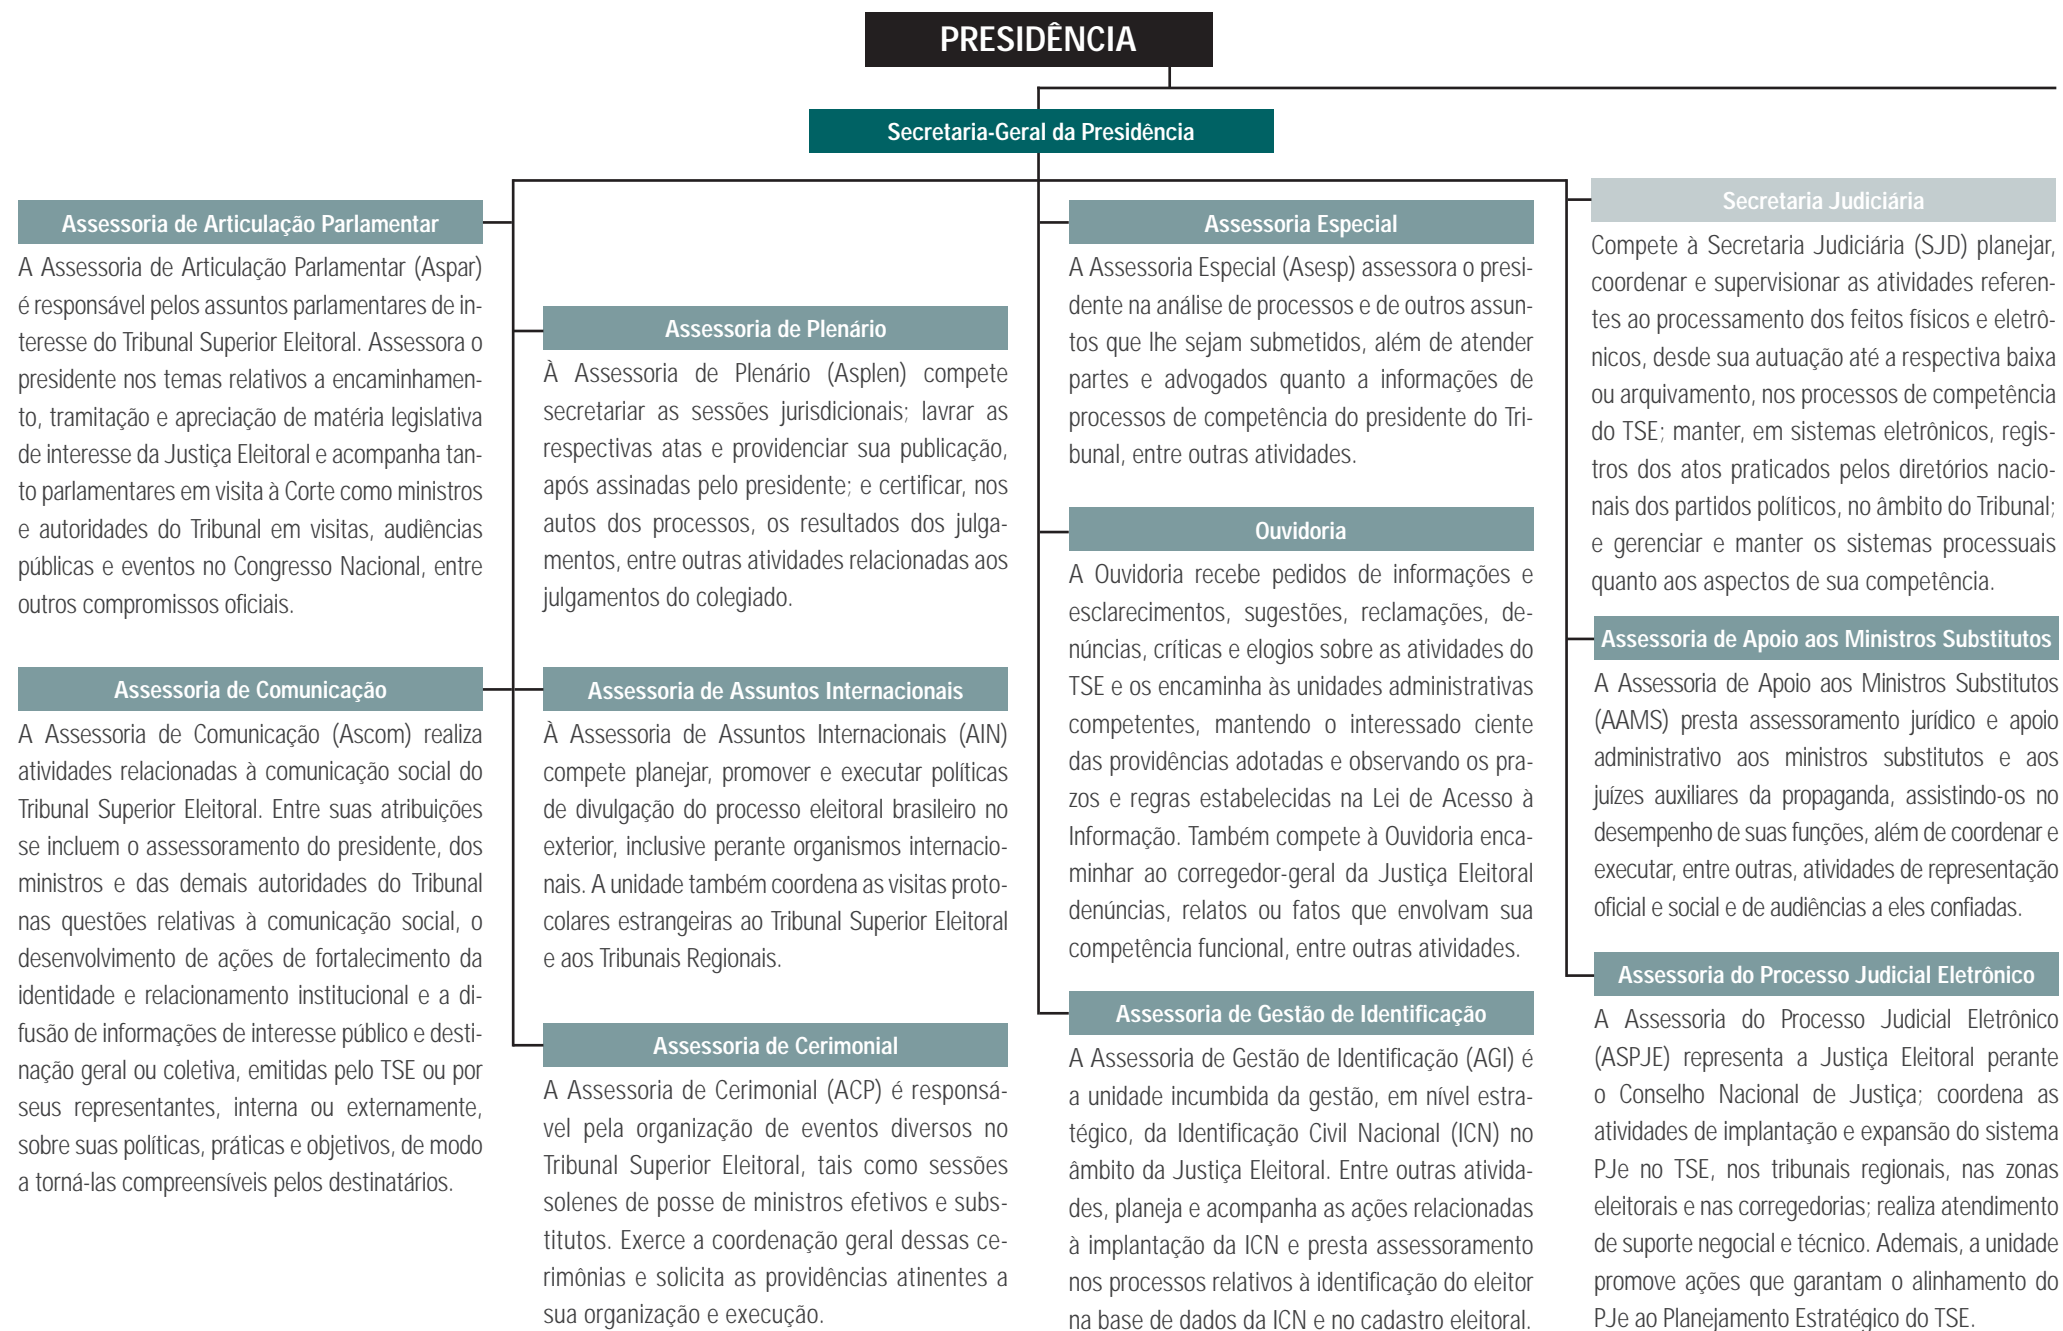 PRESIDÊNCIA
Secretaria-Geral da Presidência
Assessoria de Articulação Parlamentar
A Assessoria de Articulação Parlamentar (Aspar)
é responsável pelos assuntos parlamentares de in-
teresse do Tribunal Superior Eleitoral. Assessora o
presidente nos temas relativos a encaminhamen-
to, tramitação e apreciação de matéria legislativa
de interesse da Justiça Eleitoral e acompanha tan-
to parlamentares em visita à Corte como ministros
e autoridades do Tribunal em visitas, audiências
públicas e eventos no Congresso Nacional, entre
outros compromissos oficiais.
Assessoria de Comunicação
A Assessoria de Comunicação (Ascom) realiza
atividades relacionadas à comunicação social do
Tribunal Superior Eleitoral. Entre suas atribuições
se incluem o assessoramento do presidente, dos
ministros e das demais autoridades do Tribunal
nas questões relativas à comunicação social, o
desenvolvimento de ações de fortalecimento da
identidade e relacionamento institucional e a di-
fusão de informações de interesse público e desti-
nação geral ou coletiva, emitidas pelo TSE ou por
seus representantes, interna ou externamente,
sobre suas políticas, práticas e objetivos, de modo
a torná-las compreensíveis pelos destinatários.
Assessoria de Plenário
À Assessoria de Plenário (Asplen) compete
secretariar as sessões jurisdicionais; lavrar as
respectivas atas e providenciar sua publicação,
após assinadas pelo presidente; e certificar, nos
autos dos processos, os resultados dos julga-
mentos, entre outras atividades relacionadas aos
julgamentos do colegiado.
Assessoria de Assuntos Internacionais
À Assessoria de Assuntos Internacionais (AIN)
compete planejar, promover e executar políticas
de divulgação do processo eleitoral brasileiro no
exterior, inclusive perante organismos internacio-
nais. A unidade também coordena as visitas proto-
colares estrangeiras ao Tribunal Superior Eleitoral
e aos Tribunais Regionais.
Assessoria de Cerimonial
A Assessoria de Cerimonial (ACP) é responsá-
vel pela organização de eventos diversos no
Tribunal Superior Eleitoral, tais como sessões
solenes de posse de ministros efetivos e subs-
titutos. Exerce a coordenação geral dessas ce-
rimônias e solicita as providências atinentes a
sua organização e execução.
Assessoria Especial
A Assessoria Especial (Asesp) assessora o presi-
dente na análise de processos e de outros assun-
tos que lhe sejam submetidos, além de atender
partes e advogados quanto a informações de
processos de competência do presidente do Tri-
bunal, entre outras atividades.
Ouvidoria
A Ouvidoria recebe pedidos de informações e
esclarecimentos, sugestões, reclamações, de-
núncias, críticas e elogios sobre as atividades do
TSE e os encaminha às unidades administrativas
competentes, mantendo o interessado ciente
das providências adotadas e observando os pra-
zos e regras estabelecidas na Lei de Acesso à
Informação. Também compete à Ouvidoria enca-
minhar ao corregedor-geral da Justiça Eleitoral
denúncias, relatos ou fatos que envolvam sua
competência funcional, entre outras atividades.
Assessoria de Gestão de Identificação
A Assessoria de Gestão de Identificação (AGI) é
a unidade incumbida da gestão, em nível estra-
tégico, da Identificação Civil Nacional (ICN) no
âmbito da Justiça Eleitoral. Entre outras ativida-
des, planeja e acompanha as ações relacionadas
à implantação da ICN e presta assessoramento
nos processos relativos à identificação do eleitor
na base de dados da ICN e no cadastro eleitoral.
Secretaria Judiciária
Compete à Secretaria Judiciária (SJD) planejar,
coordenar e supervisionar as atividades referen-
tes ao processamento dos feitos físicos e eletrô-
nicos, desde sua autuação até a respectiva baixa
ou arquivamento, nos processos de competência
do TSE; manter, em sistemas eletrônicos, regis-
tros dos atos praticados pelos diretórios nacio-
nais dos partidos políticos, no âmbito do Tribunal;
e gerenciar e manter os sistemas processuais
quanto aos aspectos de sua competência.
Assessoria de Apoio aos Ministros Substitutos
A Assessoria de Apoio aos Ministros Substitutos
(AAMS) presta assessoramento jurídico e apoio
administrativo aos ministros substitutos e aos
juízes auxiliares da propaganda, assistindo-os no
desempenho de suas funções, além de coordenar e
executar, entre outras, atividades de representação
oficial e social e de audiências a eles confiadas.
Assessoria do Processo Judicial Eletrônico
A Assessoria do Processo Judicial Eletrônico
(ASPJE) representa a Justiça Eleitoral perante
o Conselho Nacional de Justiça; coordena as
atividades de implantação e expansão do sistema
PJe no TSE, nos tribunais regionais, nas zonas
eleitorais e nas corregedorias; realiza atendimento
de suporte negocial e técnico. Ademais, a unidade
promove ações que garantam o alinhamento do
PJe ao Planejamento Estratégico do TSE.